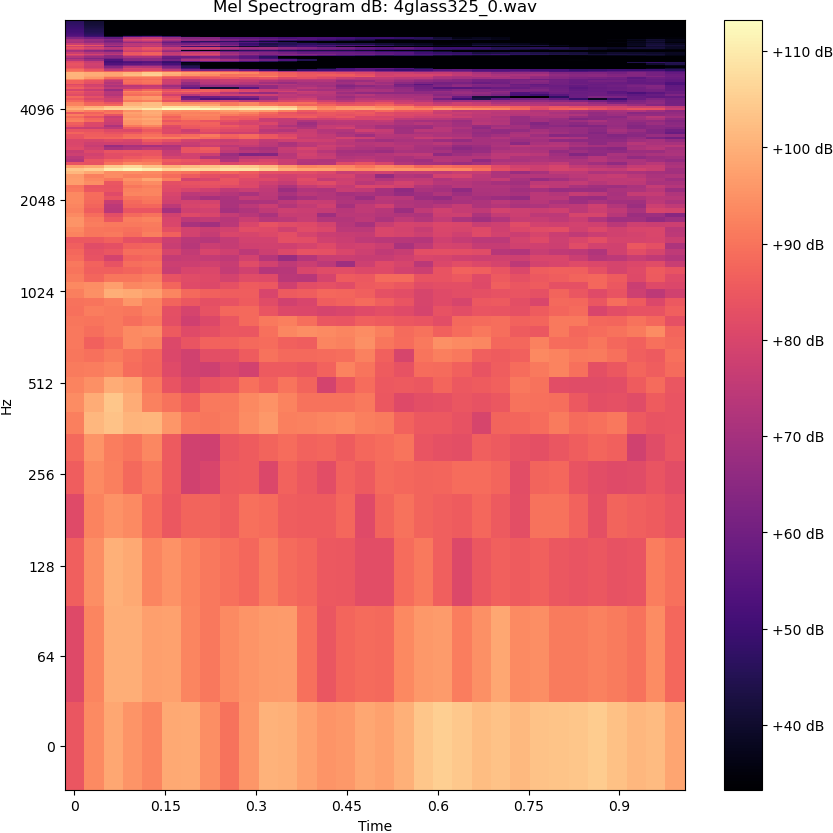 Mel Spectrogram dB: 4glass325_0.wav
+110 dB
4096
+100 dB
2048
+90 dB
1024
+80 dB
512
Hz
+70 dB
256
+60 dB
128
+50 dB
64
+40 dB
0
0 0.15 0.3 0.45 0.6 0.75 0.9
Time